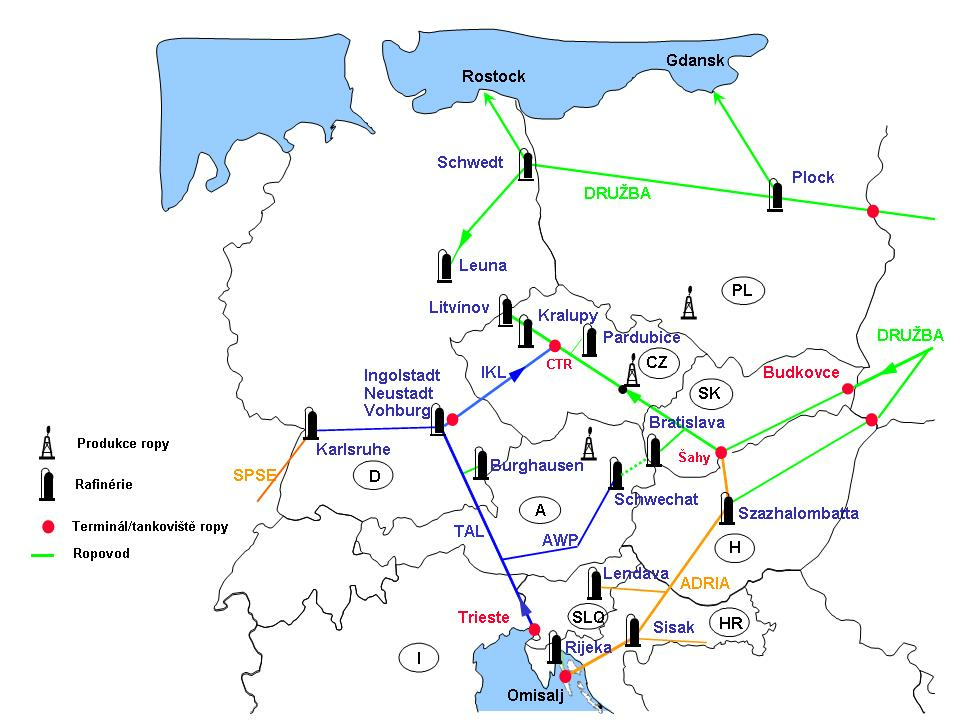 Gdansk
Rostock
Schwedt
DRUŽBA
Plock
Leuna
PL
Litvínov
Kralupy
Pardubice
DRUŽBA
CTR
CZ
IKL
Budkovce
SK
Ingolstadt
Neustadt
Vohburg
Bratislava
Produkce ropy
Karlsruhe
Šahy
SPSE
D
Burghausen
Rafinérie
Schwechat
A
Szazhalombatta
Terminál/tankoviště ropy
TAL
AWP
H
Ropovod
Lendava
ADRIA
Trieste
SLO
Sisak
HR
Rijeka
I
Omisalj